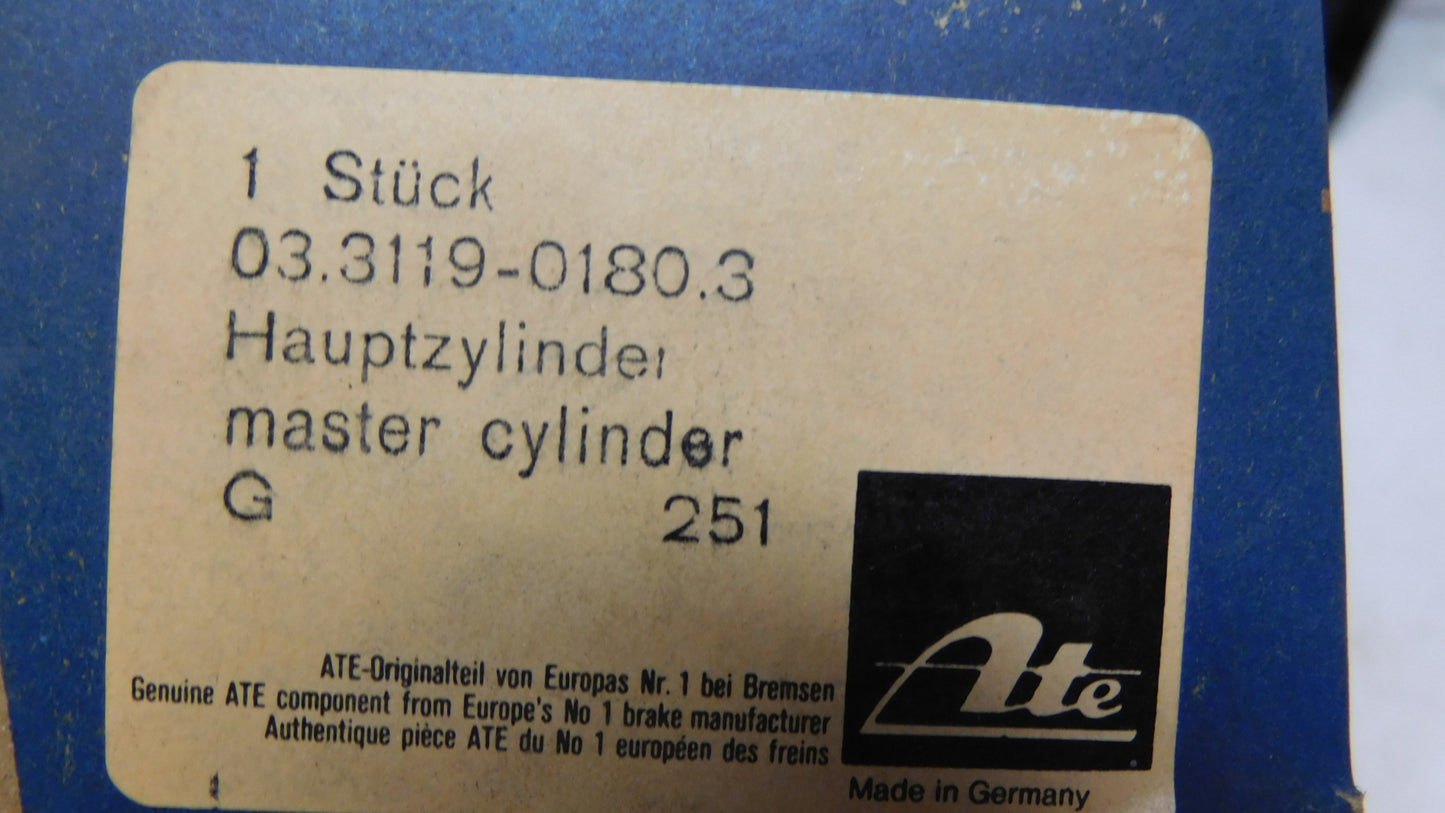 1 Stück
03.3119-0180.3
Hauptzylinder
master cylinder
G 251
ATE-Originalteil von Europas Nr. 1 bei Bremsen
Genuine ATE component from Europe's No 1 brake manufacturer
Authentique pièce ATE du No 1 européen des freins
Ate
Made in Germany
1